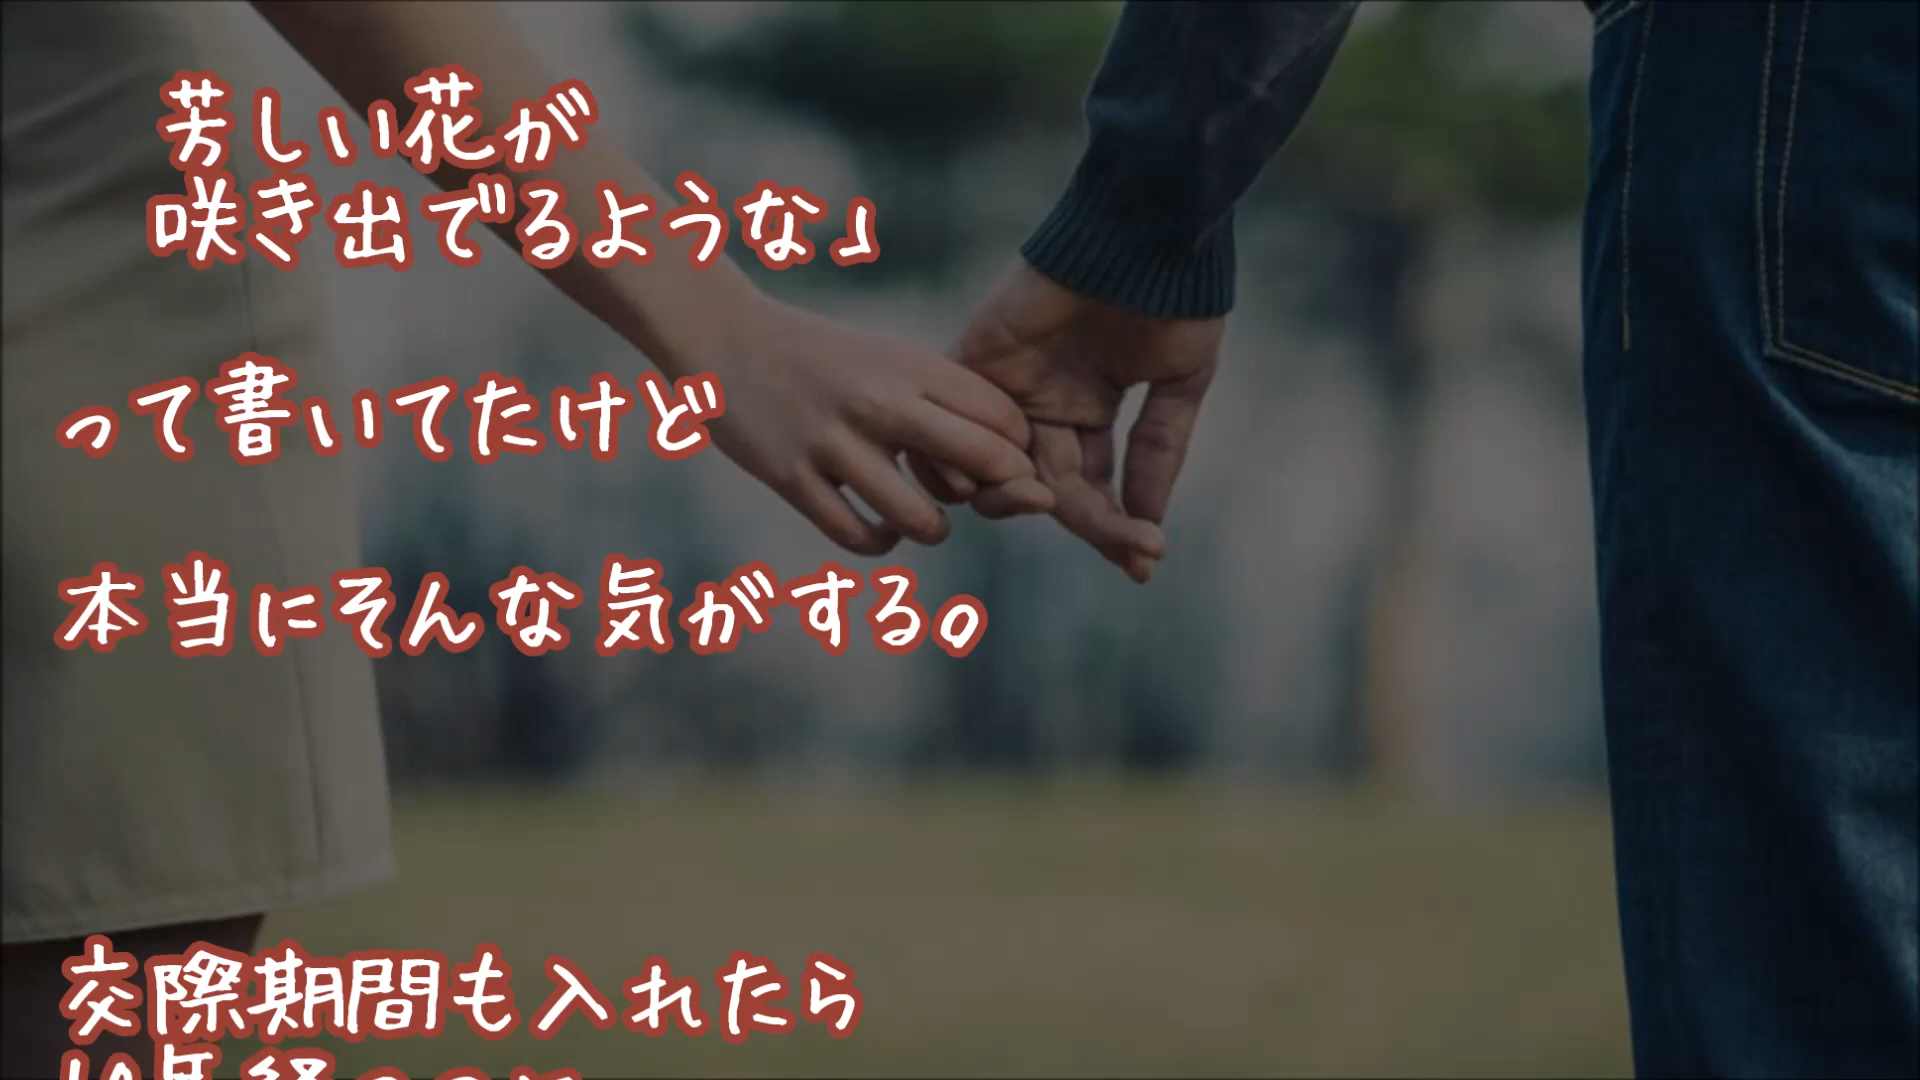 芳しい花が
咲き出でるような」
って書いてたけど
本当にそんな気がする。
交際期間も入れたら